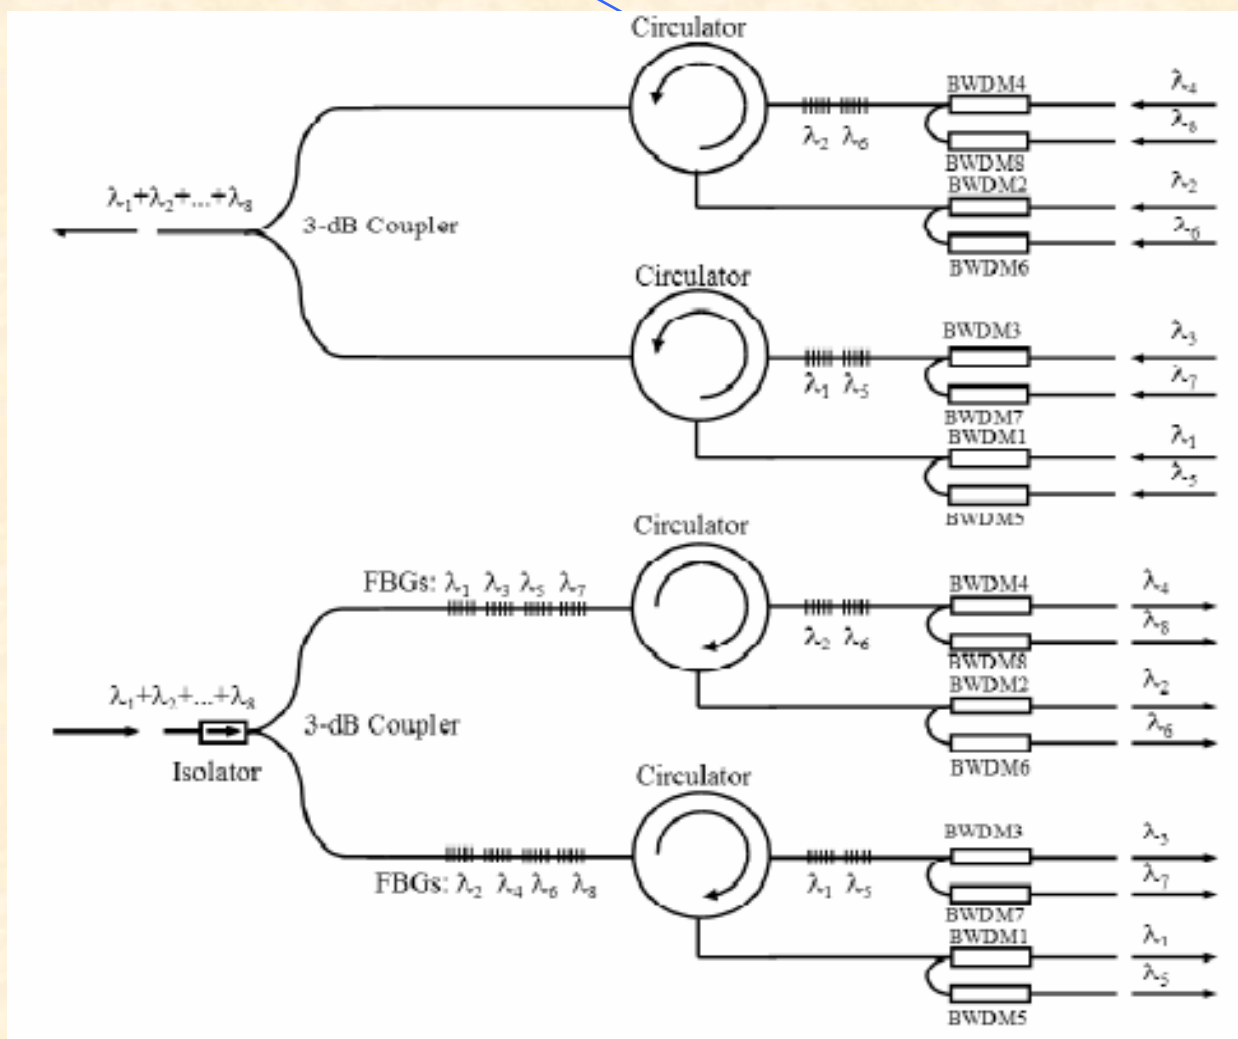 Circulator
BWDM4
λ4
λ8
λ2 λ6
BWDM8
BWDM2
λ2
λ1+λ2+...+λ8
3-dB Coupler
λ6
BWDM6
Circulator
BWDM3
λ3
λ7
λ1 λ5
BWDM7
BWDM1
λ1
λ5
BWDM5
Circulator
FBGs: λ1 λ3 λ5 λ7
BWDM4
λ4
λ8
λ2 λ6
BWDM8
BWDM2
λ2
λ1+λ2+...+λ8
3-dB Coupler
λ6
Isolator
BWDM6
Circulator
BWDM3
λ3
λ7
FBGs: λ2 λ4 λ6 λ8
λ1 λ5
BWDM7
BWDM1
λ1
λ5
BWDM5